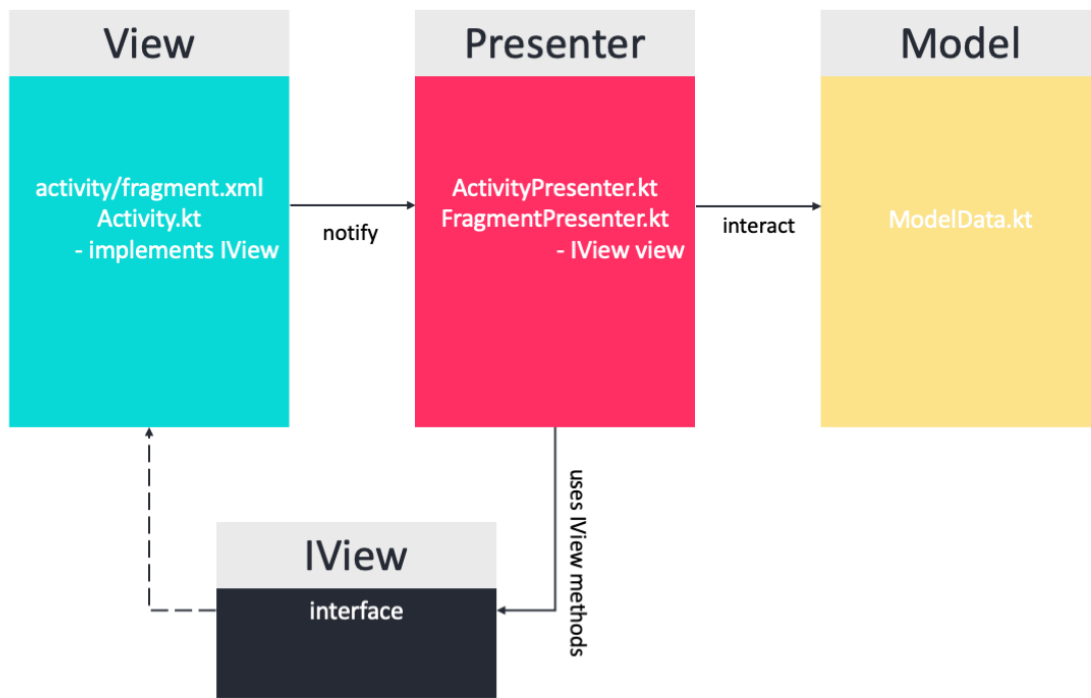 View
activity/fragment.xml
Activity.kt
- implements IView
notify
Presenter
ActivityPresenter.kt
FragmentPresenter.kt
- IView view
interact
Model
ModelData.kt
uses IView methods
IView
interface